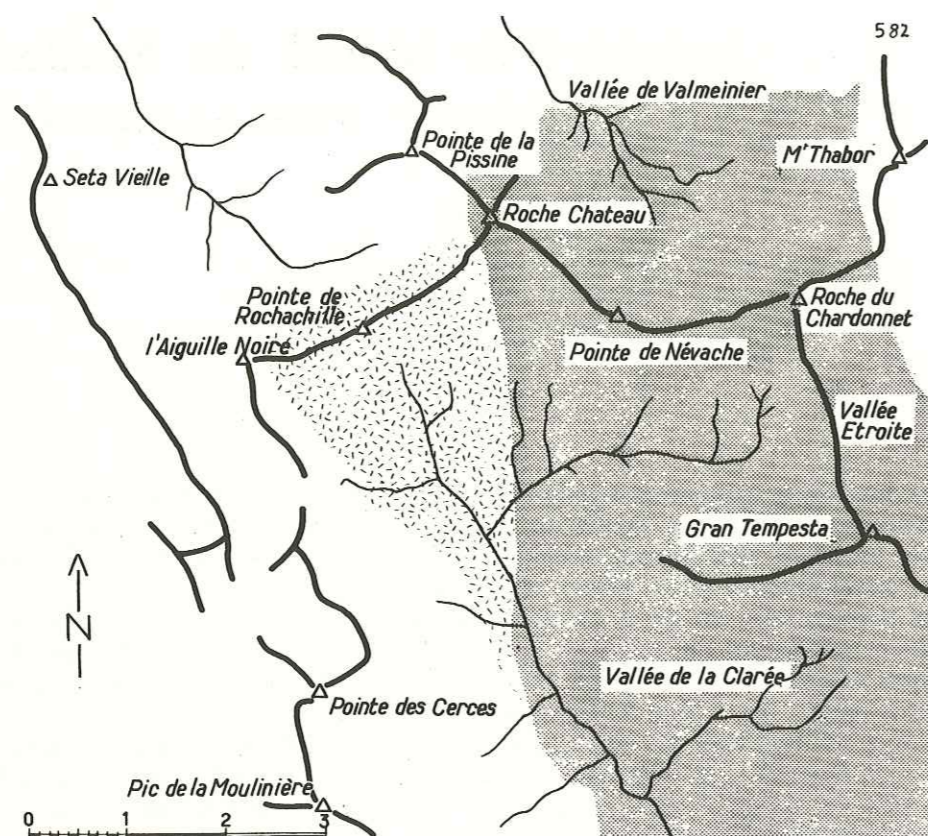 582
Vallée de Valmeinier
Pointe de la
Pissine
Mᵗ Thabor
Seta Vieille
Roche Chateau
Pointe de
Rochachille
Roche du
Chardonnet
l'Aiguille Noire
Pointe de Névache
Vallée
Etroite
Gran Tempesta
N
Vallée de la Clarée
Pointe des Cerces
Pic de la Moulinière
0 1 2 3